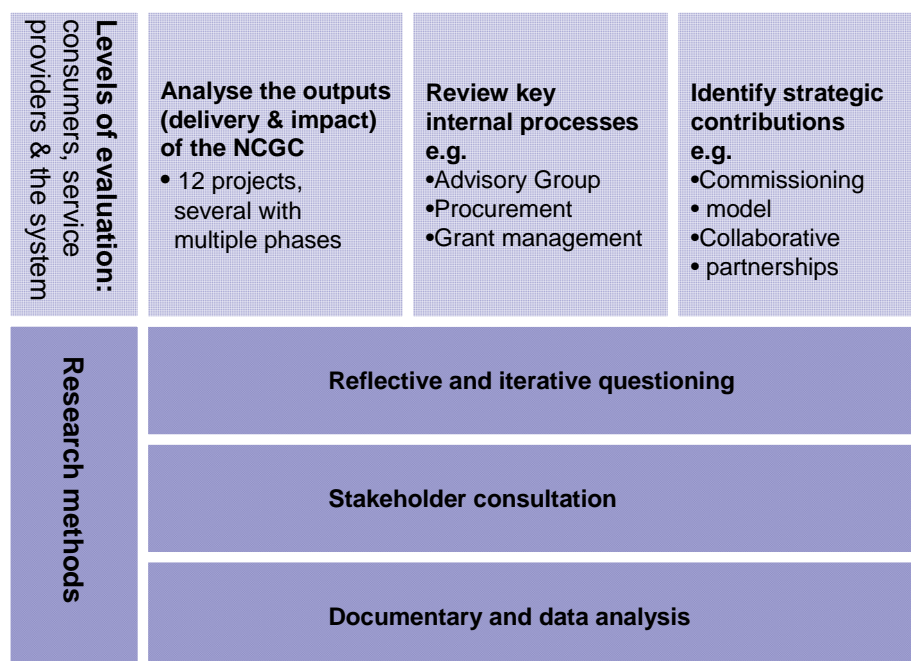 Levels of evaluation:
consumers, service
providers & the system
Analyse the outputs
(delivery & impact)
of the NCGC
• 12 projects,
several with
multiple phases
Review key
internal processes
e.g.
•Advisory Group
•Procurement
•Grant management
Identify strategic
contributions
e.g.
•Commissioning
• model
•Collaborative
• partnerships
Research methods
Reflective and iterative questioning
Stakeholder consultation
Documentary and data analysis